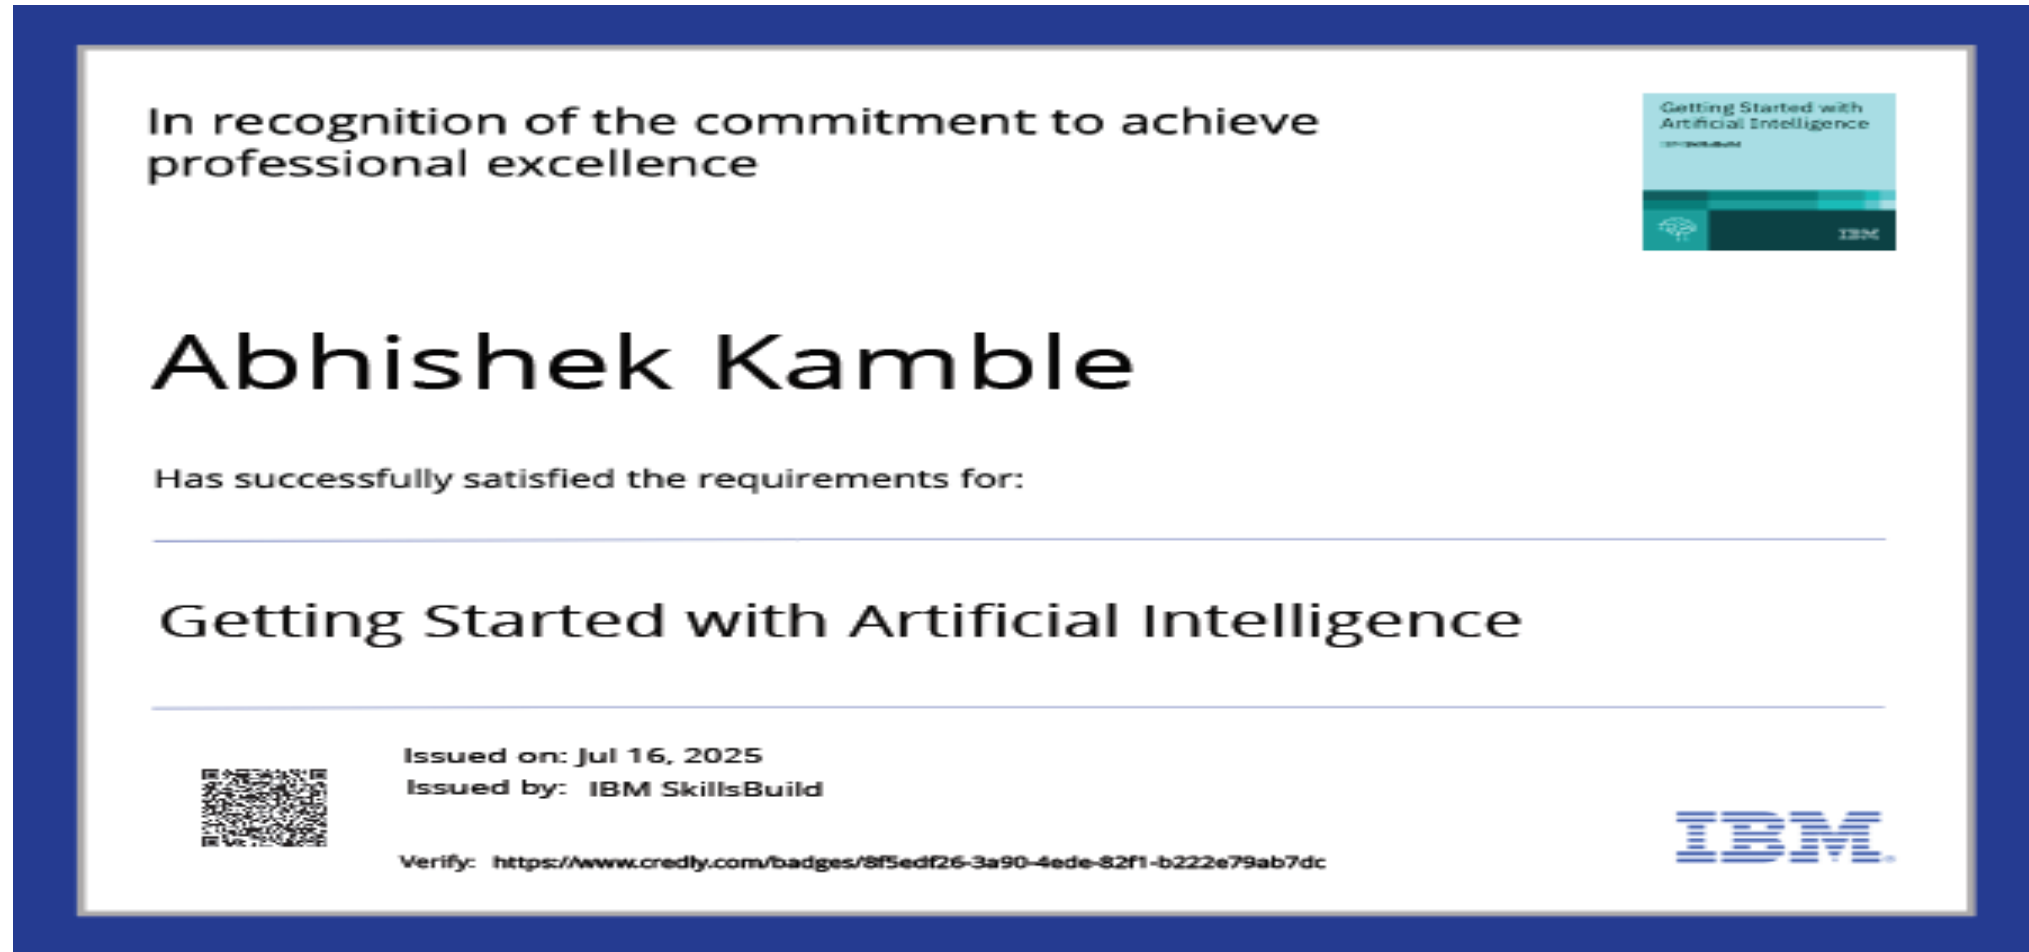 In recognition of the commitment to achieve
professional excellence
Getting Started with
Artificial Intelligence
IBM
Abhishek Kamble
Has successfully satisfied the requirements for:
Getting Started with Artificial Intelligence
Issued on: Jul 16, 2025
Issued by: IBM SkillsBuild
Verify: https://www.credly.com/badges/8f5edf26-3a90-4ede-82f1-b222e79ab7dc
IBM